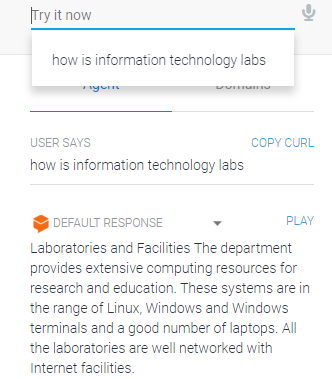 Try it now
how is information technology labs
Agent
Domains
USER SAYS
COPY CURL
how is information technology labs
DEFAULT RESPONSE
PLAY
Laboratories and Facilities The department
provides extensive computing resources for
research and education. These systems are in
the range of Linux, Windows and Windows
terminals and a good number of laptops. All
the laboratories are well networked with
Internet facilities.